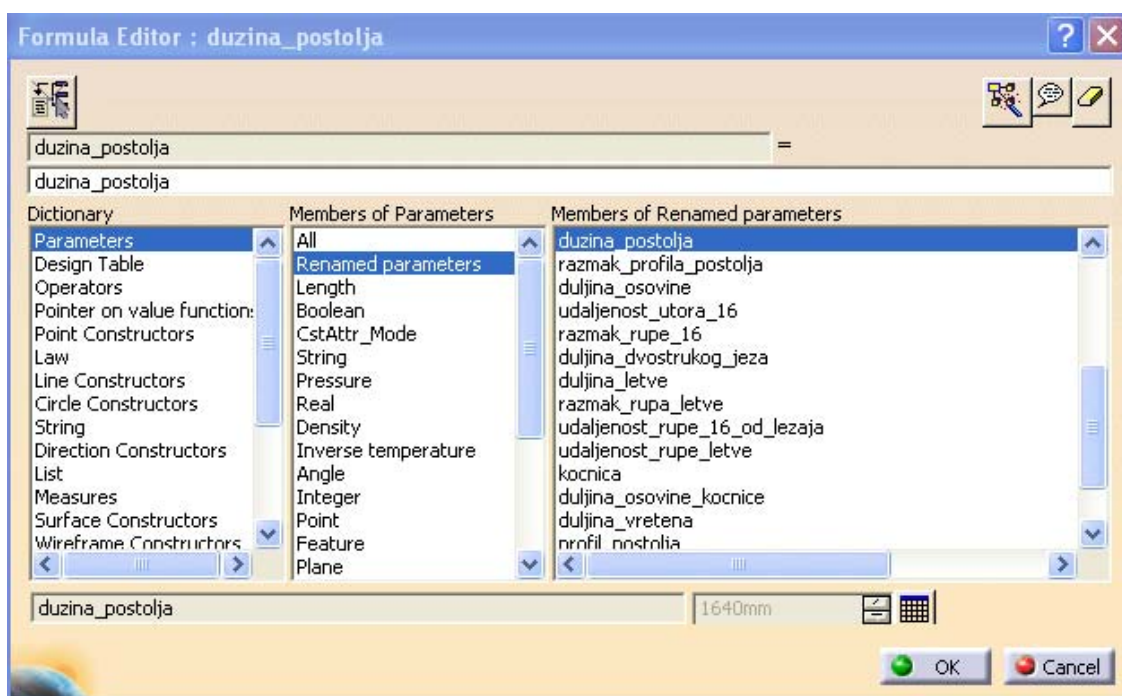 Formula Editor : duzina_postolja
duzina_postolja =
duzina_postolja
Dictionary
Parameters
Design Table
Operators
Pointer on value function:
Point Constructors
Law
Line Constructors
Circle Constructors
String
Direction Constructors
List
Measures
Surface Constructors
Wireframe Constructors
Members of Parameters
All
Renamed parameters
Length
Boolean
CstAttr_Mode
String
Pressure
Real
Density
Inverse temperature
Angle
Integer
Point
Feature
Plane
Members of Renamed parameters
duzina_postolja
razmak_profila_postolja
duljina_osovine
udaljenost_utora_16
razmak_rupe_16
duljina_dvostrukog_jeza
duljina_letve
razmak_rupa_letve
udaljenost_rupe_16_od_lezaja
udaljenost_rupe_letve
kocnica
duljina_osovine_kocnice
duljina_vretena
profil_postolja
duzina_postolja 1640mm
OK Cancel